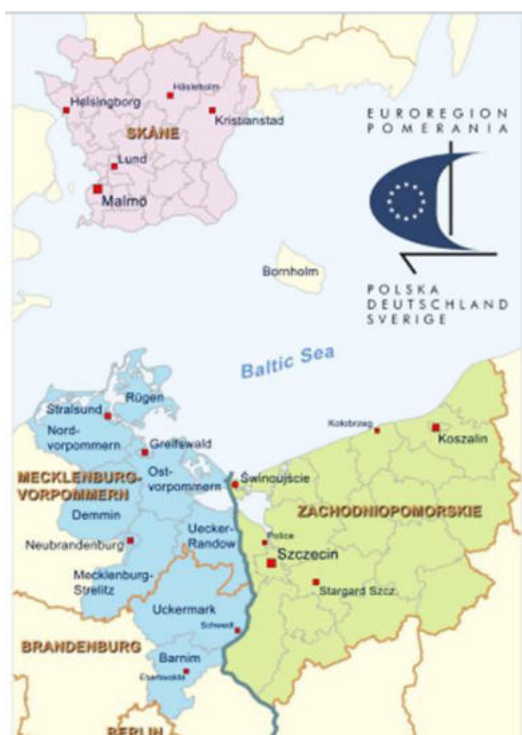 Hässleholm
Helsingborg
Kristianstad
SKÅNE
Lund
Malmö
EUROREGION
POMERANIA
Bornholm
POLSKA
DEUTSCHLAND
SVERIGE
Baltic Sea
Rügen
Stralsund
Nord-
vorpommern
Greifswald
Kołobrzeg
Koszalin
MECKLENBURG-
VORPOMMERN
Ost-
vorpommern
Świnoujście
ZACHODNIOPOMORSKIE
Demmin
Neubrandenburg
Uecker-
Randow
Police
Szczecin
Mecklenburg-
Strelitz
Stargard Szcz.
Uckermark
Schwedt
BRANDENBURG
Barnim
Eberswalde
BERLIN